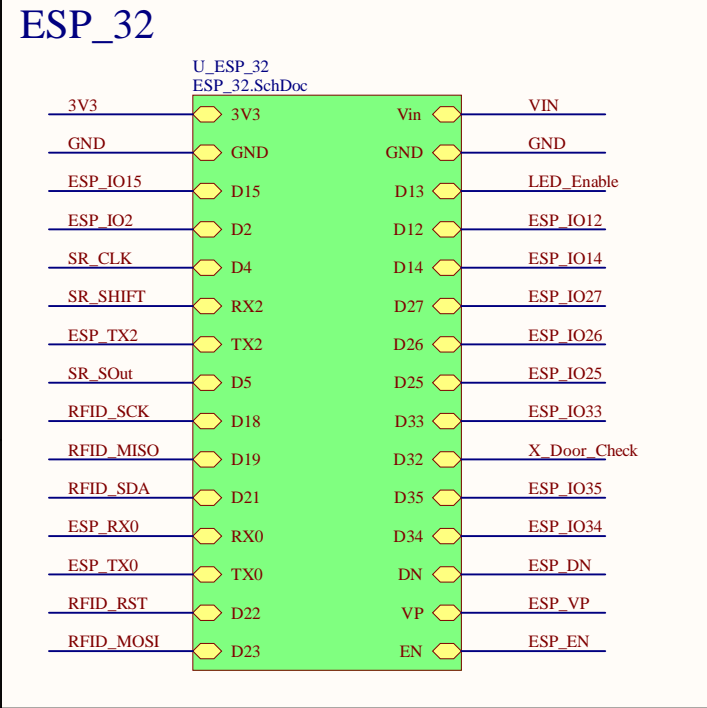 ESP_32
U_ESP_32
ESP_32.SchDoc
3V3 3V3 Vin VIN
GND GND GND GND
ESP_IO15 D15 D13 LED_Enable
ESP_IO2 D2 D12 ESP_IO12
SR_CLK D4 D14 ESP_IO14
SR_SHIFT RX2 D27 ESP_IO27
ESP_TX2 TX2 D26 ESP_IO26
SR_SOut D5 D25 ESP_IO25
RFID_SCK D18 D33 ESP_IO33
RFID_MISO D19 D32 X_Door_Check
RFID_SDA D21 D35 ESP_IO35
ESP_RX0 RX0 D34 ESP_IO34
ESP_TX0 TX0 DN ESP_DN
RFID_RST D22 VP ESP_VP
RFID_MOSI D23 EN ESP_EN